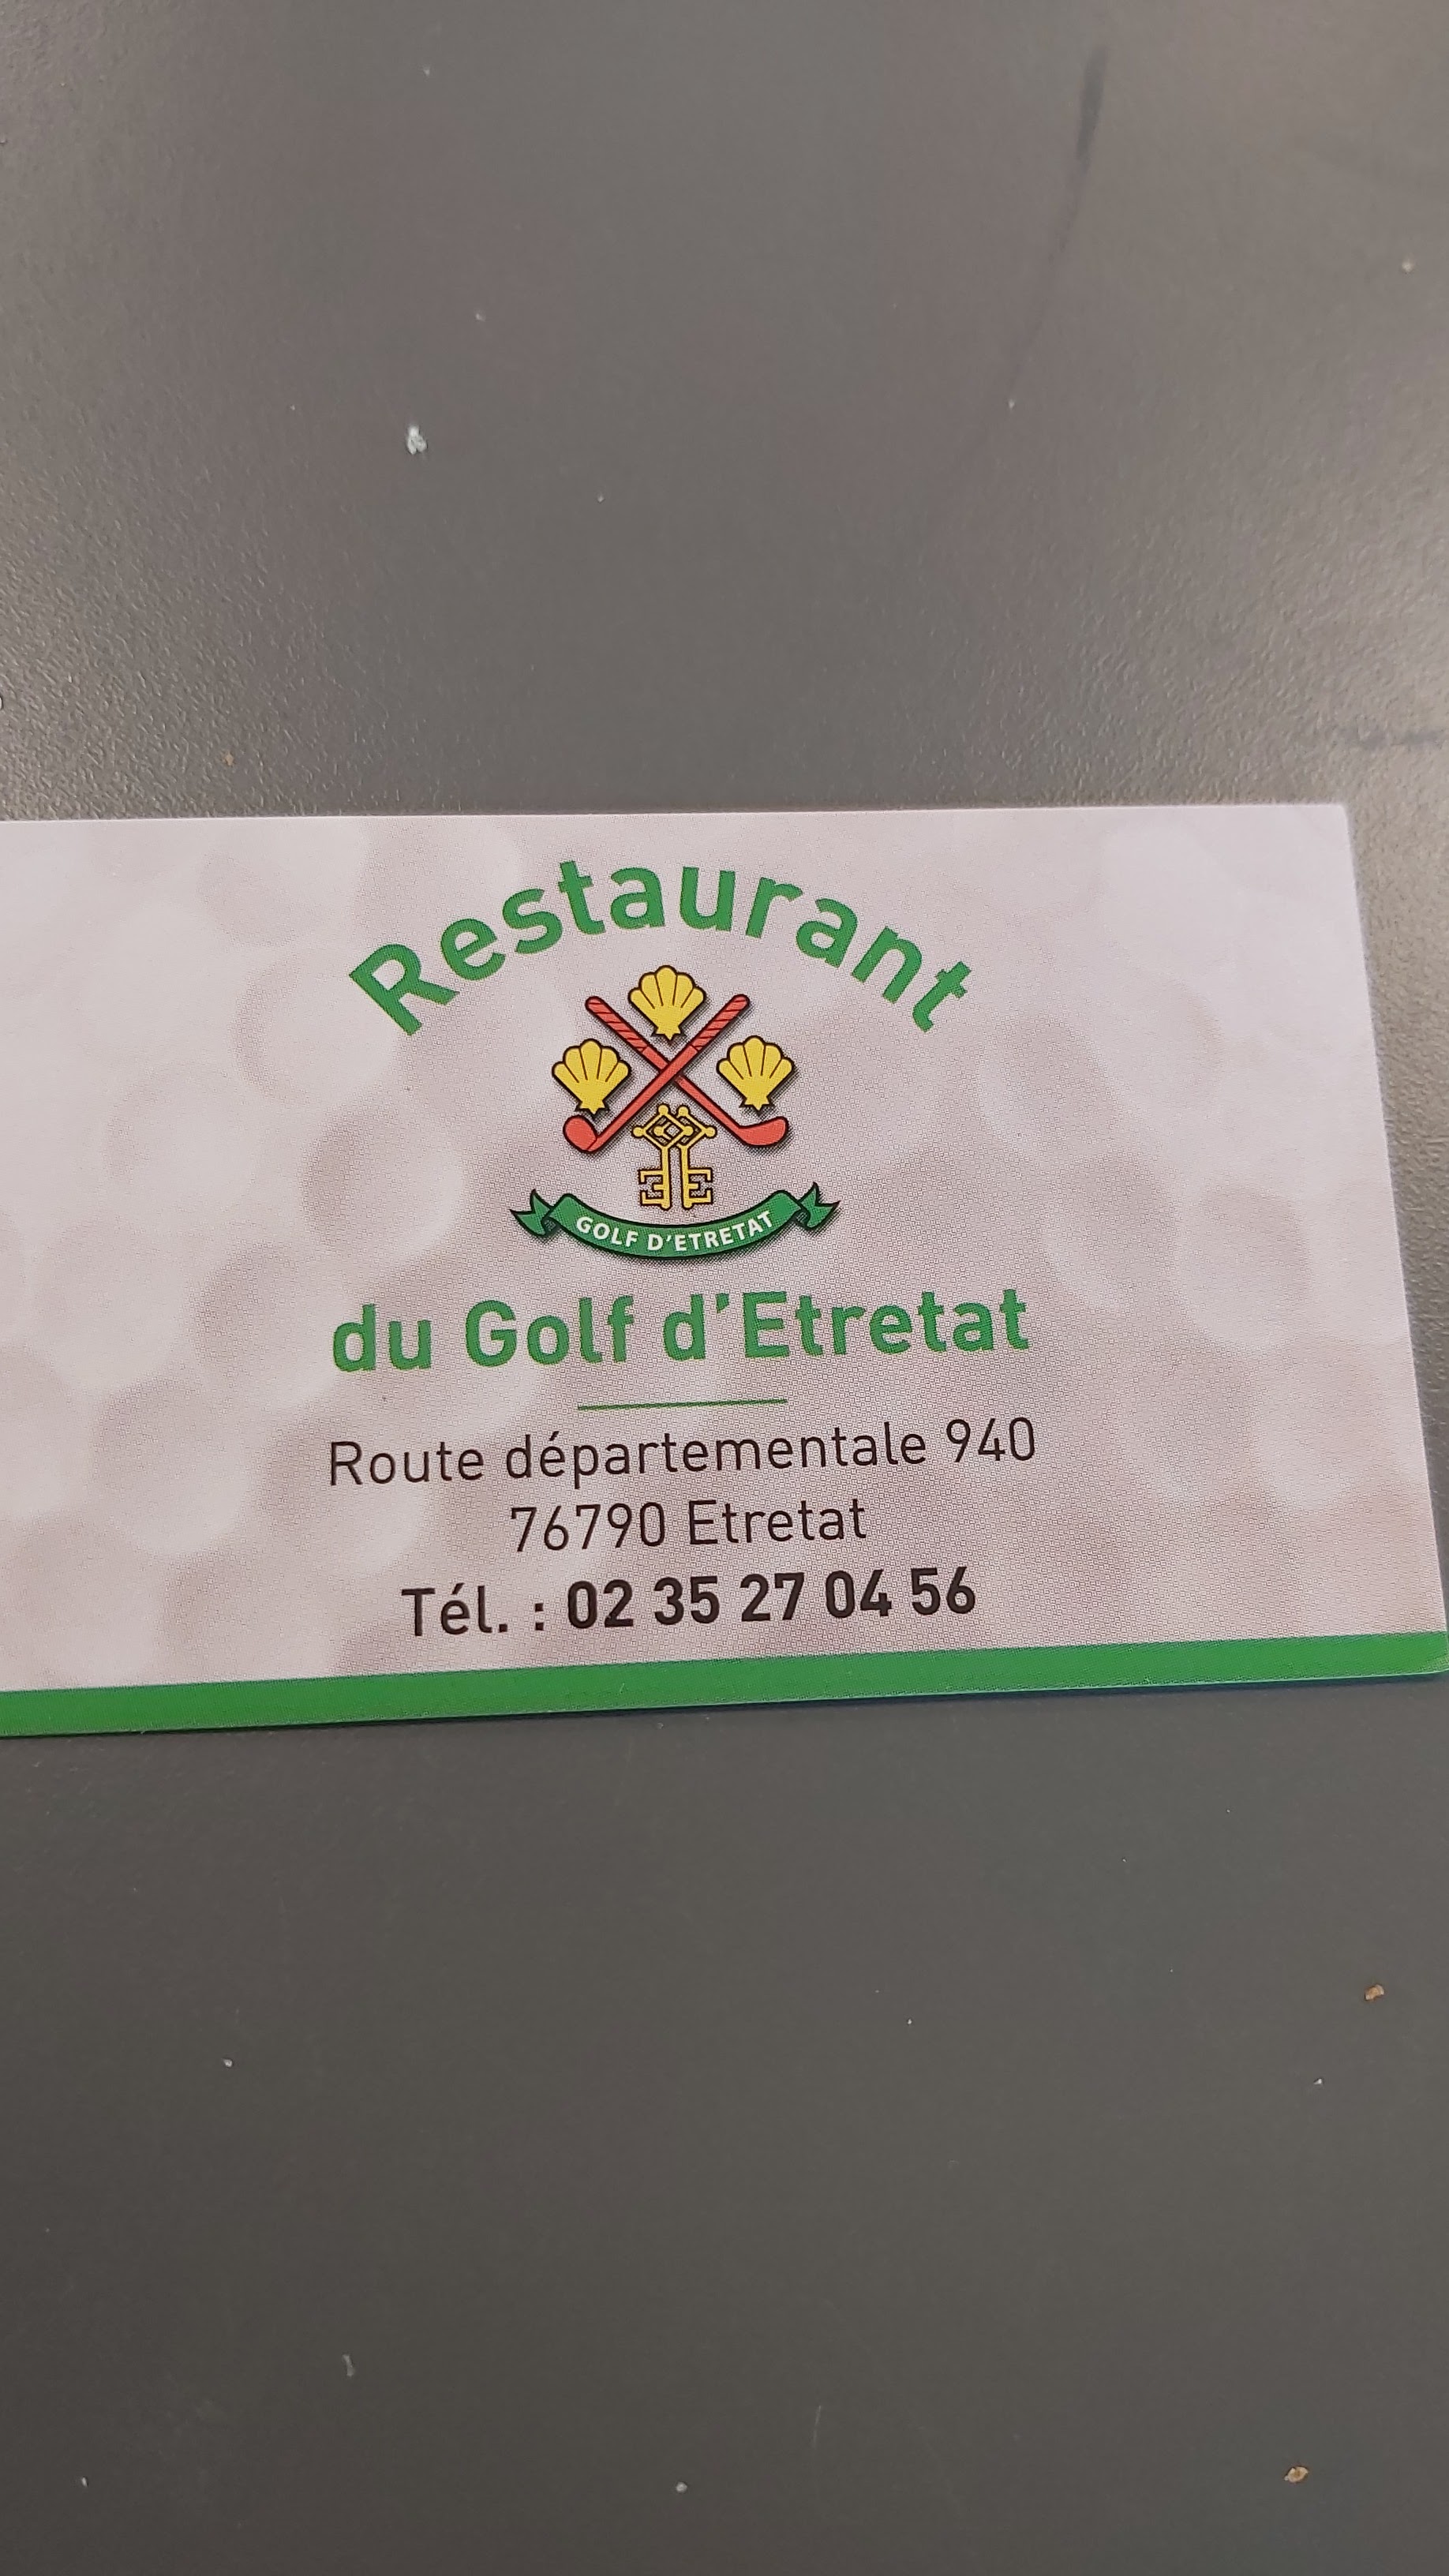 Restaurant
GOLF D'ETRETAT
du Golf d'Etretat
Route départementale 940
76790 Etretat
Tél. : 02 35 27 04 56